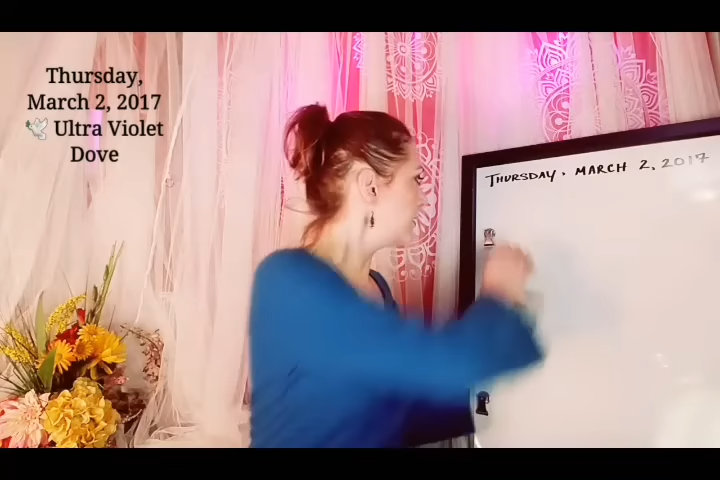 Thursday,
March 2, 2017
🕊️ Ultra Violet
Dove
THURSDAY, MARCH 2, 2017